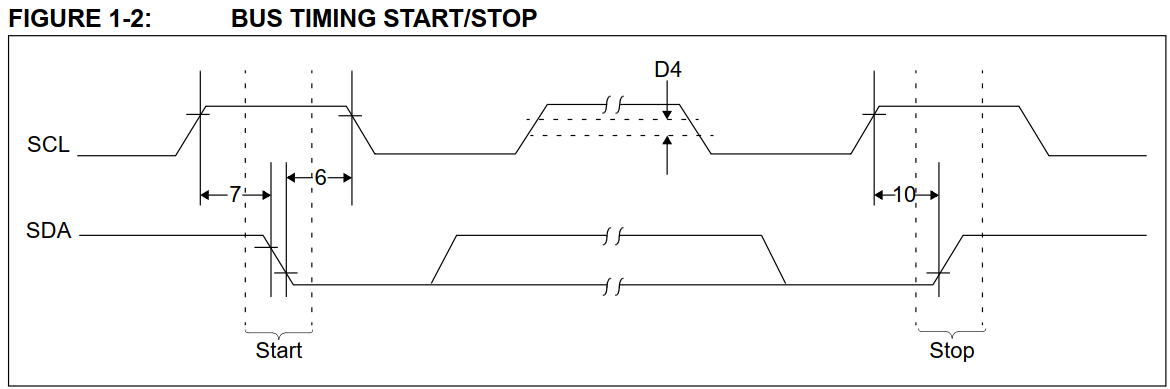 FIGURE 1-2: BUS TIMING START/STOP
D4
SCL
7
6
10
SDA
Start
Stop